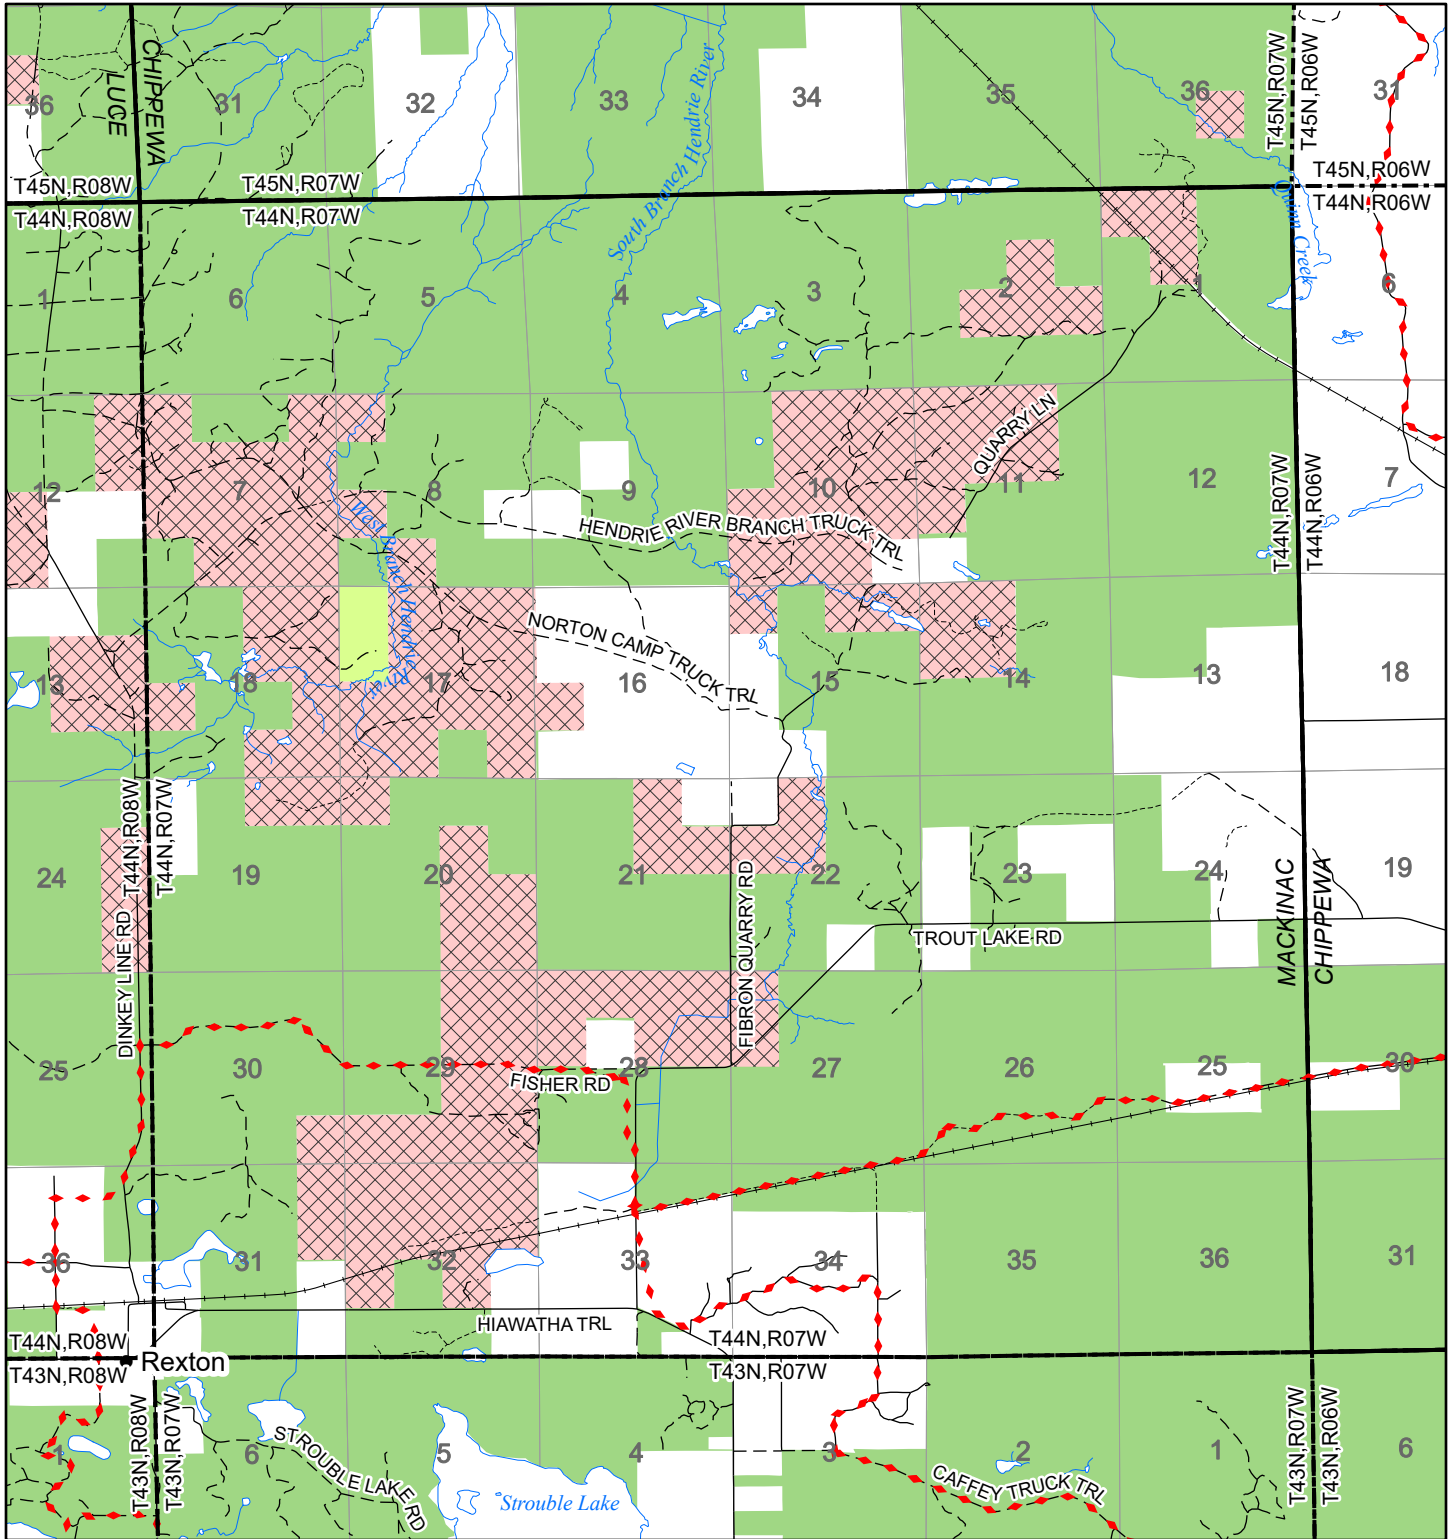 CHIPPEWA
LUCE
36
31
32
33
34
35
36
31
South Branch Hendrie River
T45N,R07W
T45N,R06W
T45N,R08W
T45N,R07W
T45N,R06W
T44N,R08W
T44N,R07W
T44N,R06W
Quinn Creek
1
6
5
4
3
2
1
6
QUARRY LN
12
7
8
9
10
11
12
7
West Branch Hendrie River
HENDRIE RIVER BRANCH TRUCK TRL
T44N,R07W
T44N,R06W
NORTON CAMP TRUCK TRL
13
18
17
16
15
14
13
18
T44N,R08W
T44N,R07W
24
19
20
21
22
23
24
19
DINKEY LINE RD
FIBRON QUARRY RD
TROUT LAKE RD
MACKINAC
CHIPPEWA
25
30
29
28
27
26
25
30
FISHER RD
36
31
32
33
34
35
36
31
HIAWATHA TRL
T44N,R08W
T44N,R07W
Rexton
T43N,R08W
T43N,R07W
T43N,R08W
T43N,R07W
T43N,R07W
T43N,R06W
1
6
5
4
3
2
1
6
STROUBLE LAKE RD
Strouble Lake
CAFFEY TRUCK TRL